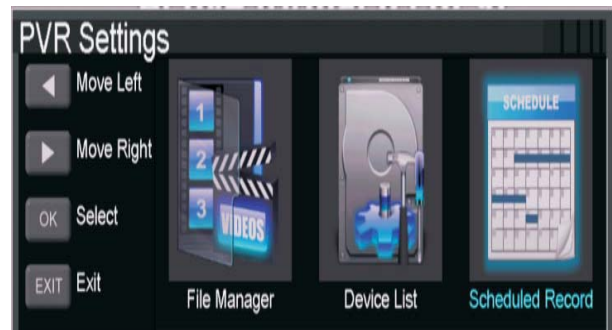 PVR Settings
Move Left
Move Right
OK Select
EXIT Exit
1
2
3
VIDEOS
SCHEDULE
File Manager
Device List
Scheduled Record